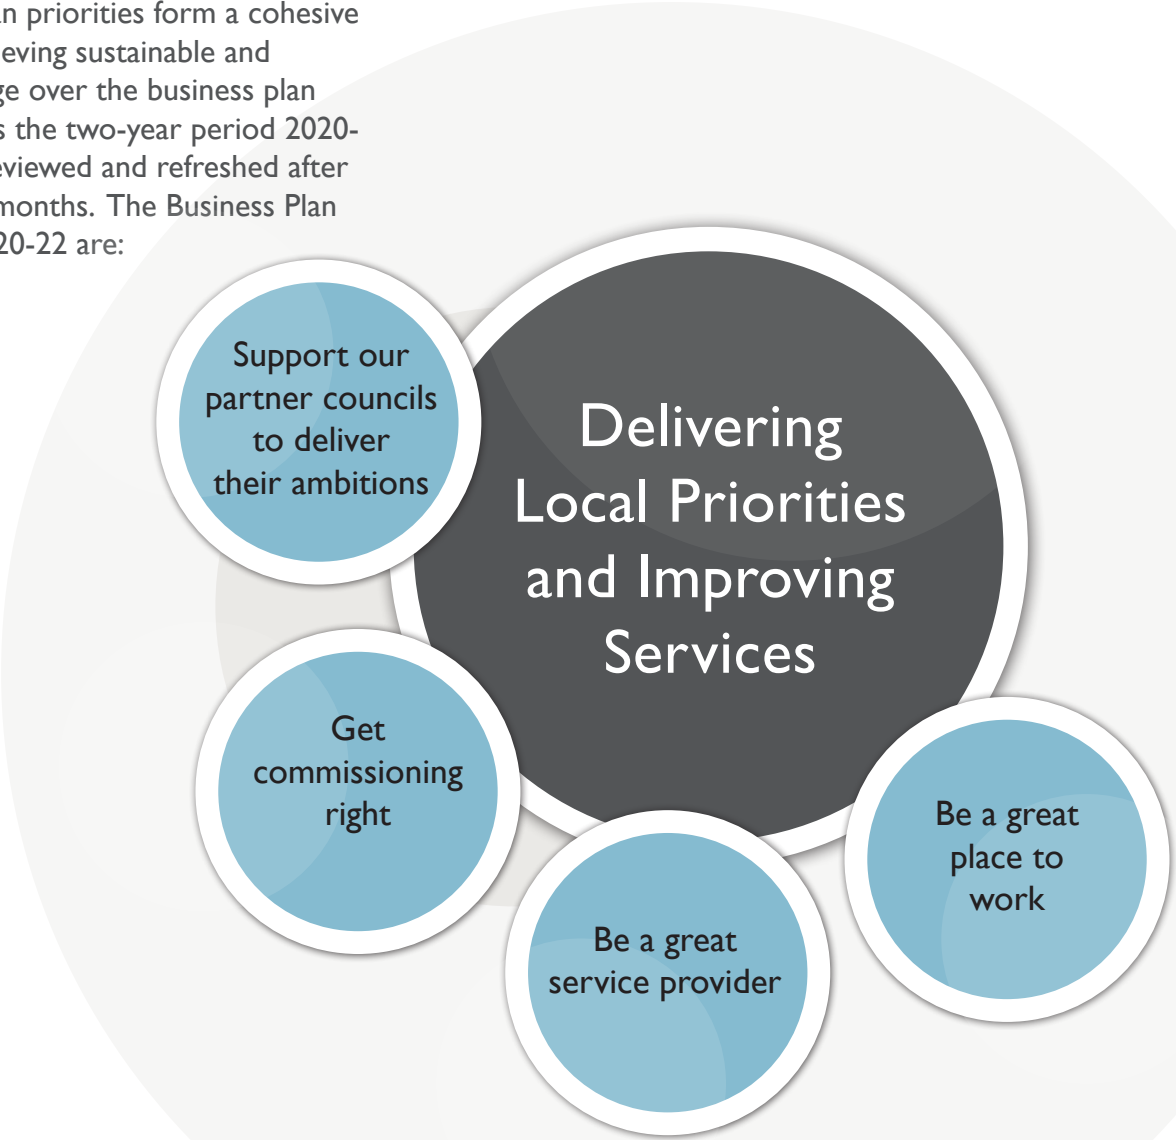 an priorities form a cohesive
ieving sustainable and
ge over the business plan
s the two-year period 2020-
eviewed and refreshed after
months. The Business Plan
20-22 are:
Support our
partner councils
to deliver
their ambitions
Delivering
Local Priorities
and Improving
Services
Get
commissioning
right
Be a great
service provider
Be a great
place to
work